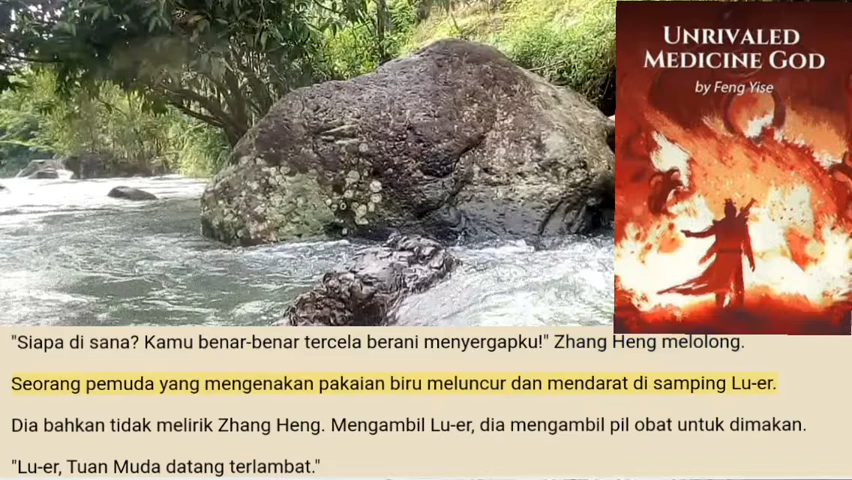 UNRIVALED
MEDICINE GOD
by Feng Yise
"Siapa di sana? Kamu benar-benar tercela berani menyergapku!" Zhang Heng melolong.
Seorang pemuda yang mengenakan pakaian biru meluncur dan mendarat di samping Lu-er.
Dia bahkan tidak melirik Zhang Heng. Mengambil Lu-er, dia mengambil pil obat untuk dimakan.
"Lu-er, Tuan Muda datang terlambat."